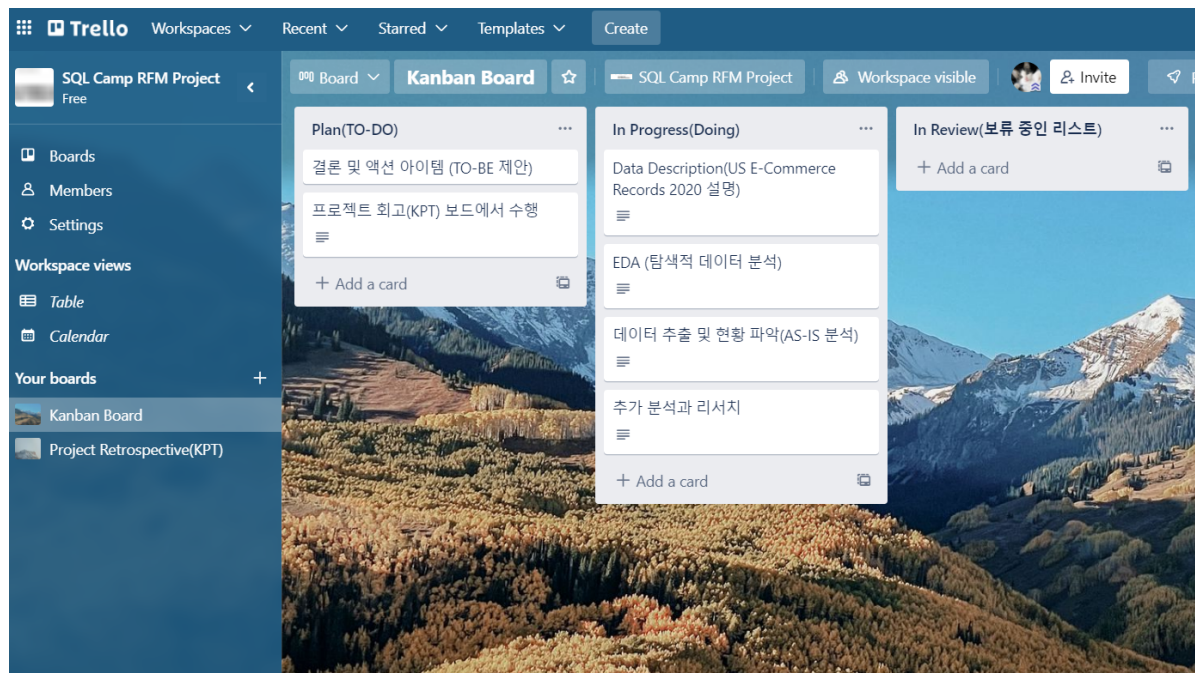 Trello Workspaces Recent Starred Templates Create
SQL Camp RFM Project
Free
Boards
Members
Settings
Workspace views
Table
Calendar
Your boards
Kanban Board
Project Retrospective(KPT)
Board Kanban Board SQL Camp RFM Project Workspace visible Invite
Plan(TO-DO)
결론 및 액션 아이템 (TO-BE 제안)
프로젝트 회고(KPT) 보드에서 수행
+ Add a card
In Progress(Doing)
Data Description(US E-Commerce
Records 2020 설명)
EDA (탐색적 데이터 분석)
데이터 추출 및 현황 파악(AS-IS 분석)
추가 분석과 리서치
+ Add a card
In Review(보류 중인 리스트)
+ Add a card